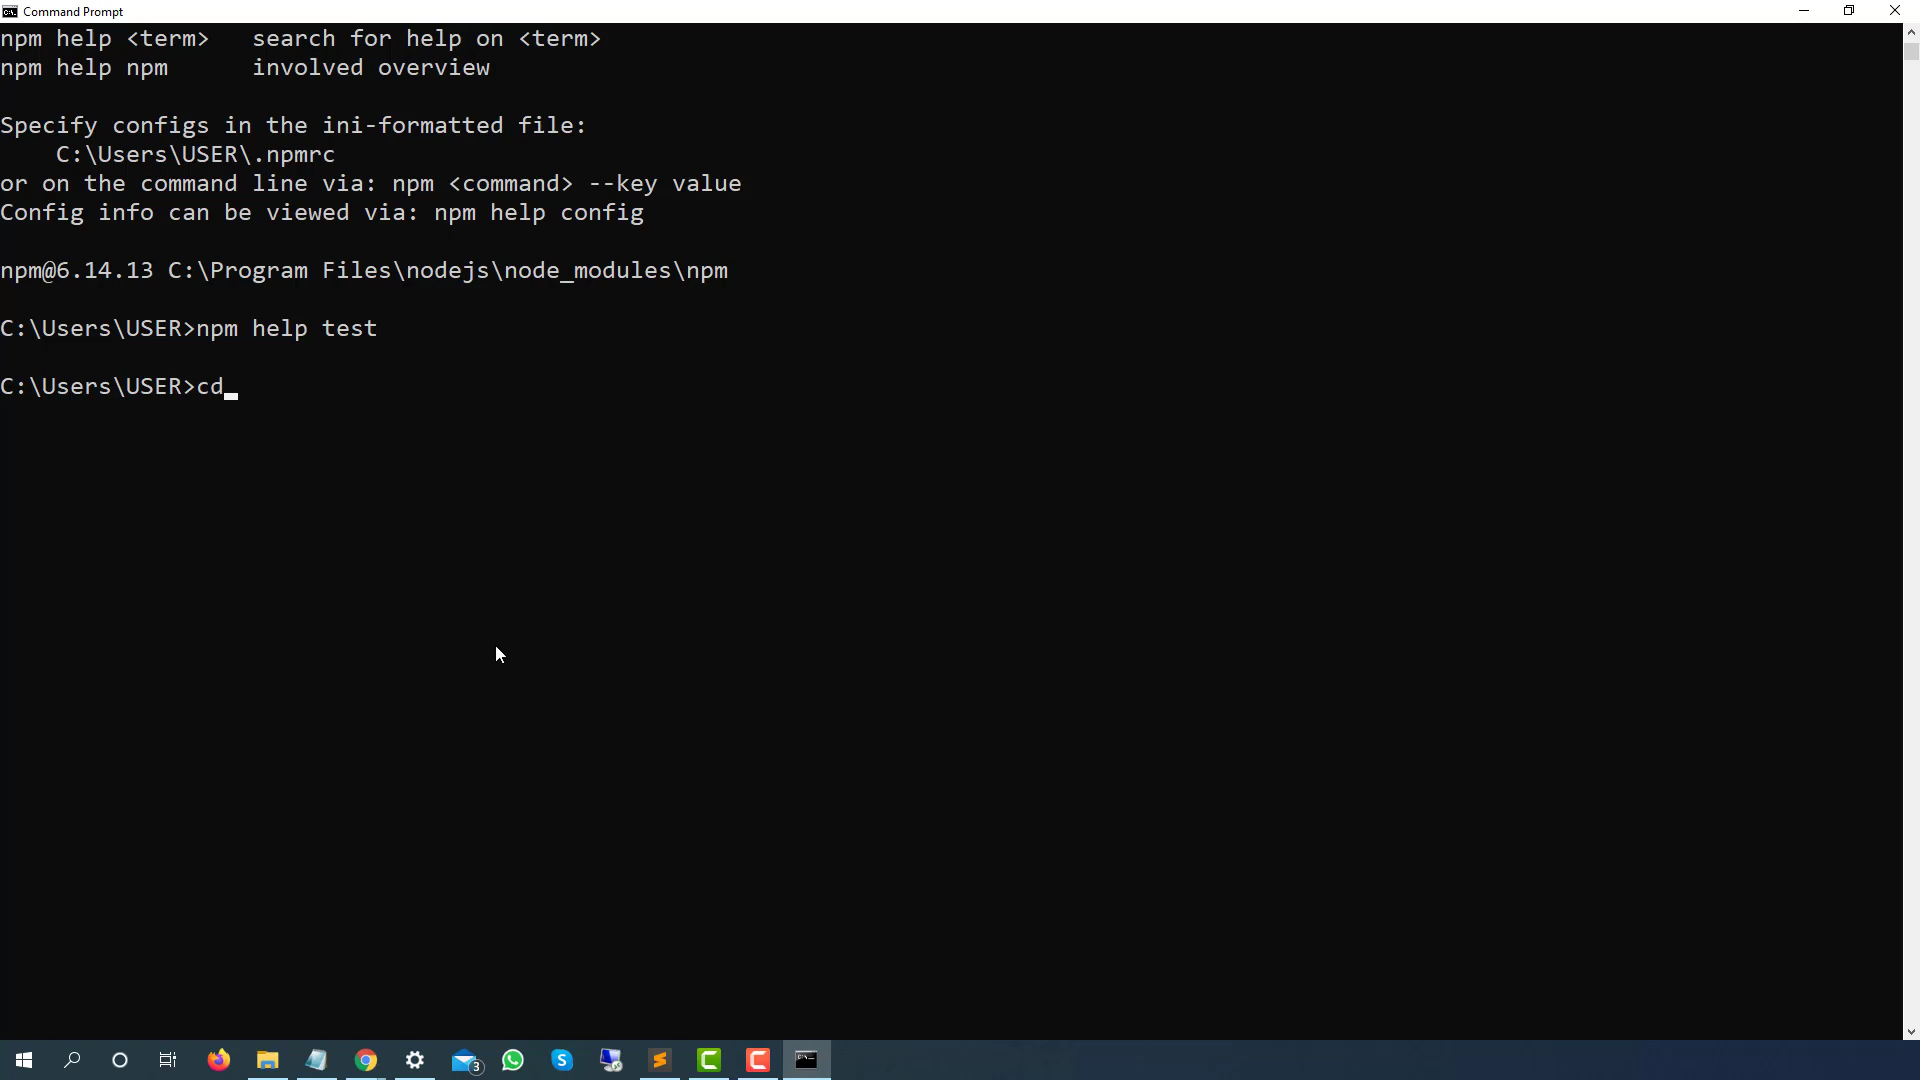 Command Prompt
npm help <term>   search for help on <term>
npm help npm      involved overview
Specify configs in the ini-formatted file:
    C:\Users\USER\.npmrc
or on the command line via: npm <command> --key value
Config info can be viewed via: npm help config
npm@6.14.13 C:\Program Files\nodejs\node_modules\npm
C:\Users\USER>npm help test
C:\Users\USER>cd
3